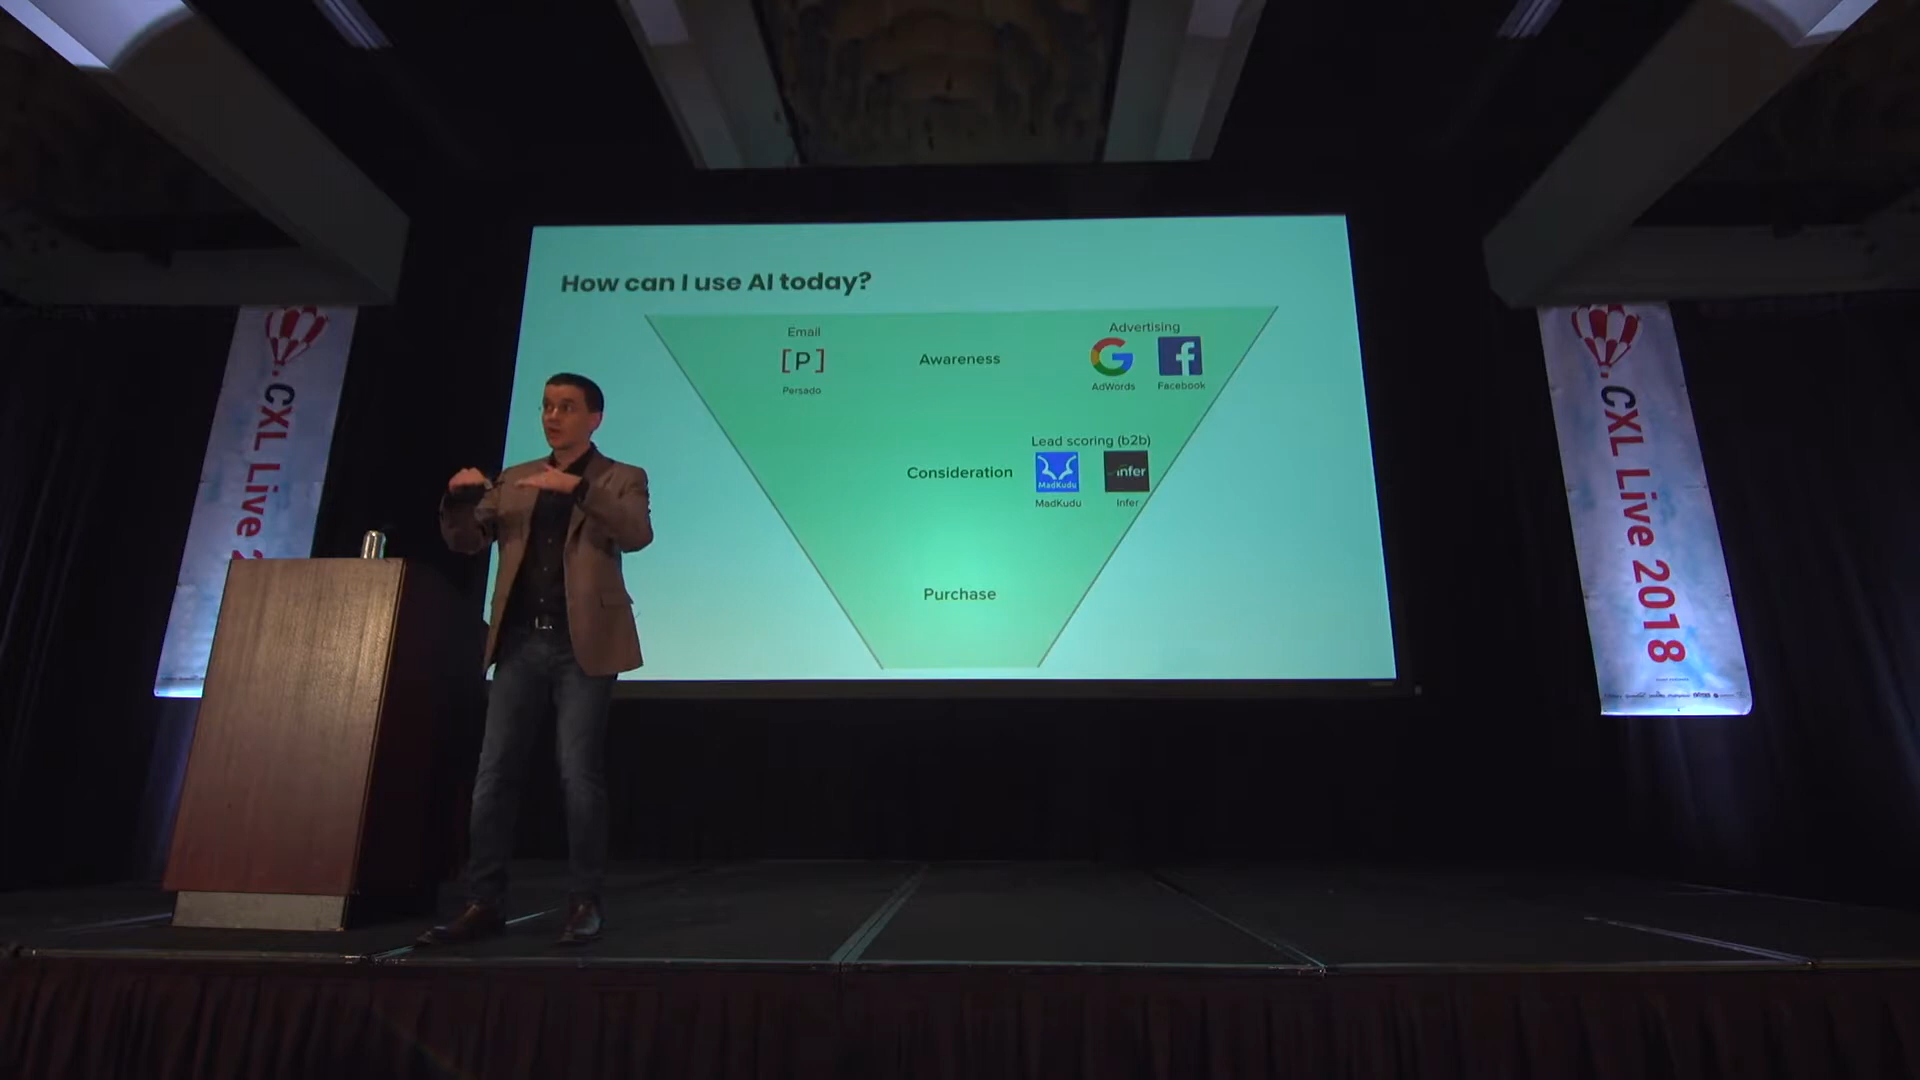 How can I use AI today?
Email
[P]
Persado
Awareness
Advertising
G
f
AdWords
Facebook
Consideration
Lead scoring (b2b)
MadKudu
infer
MadKudu
Infer
Purchase
CXL Live 2
CXL Live 2018